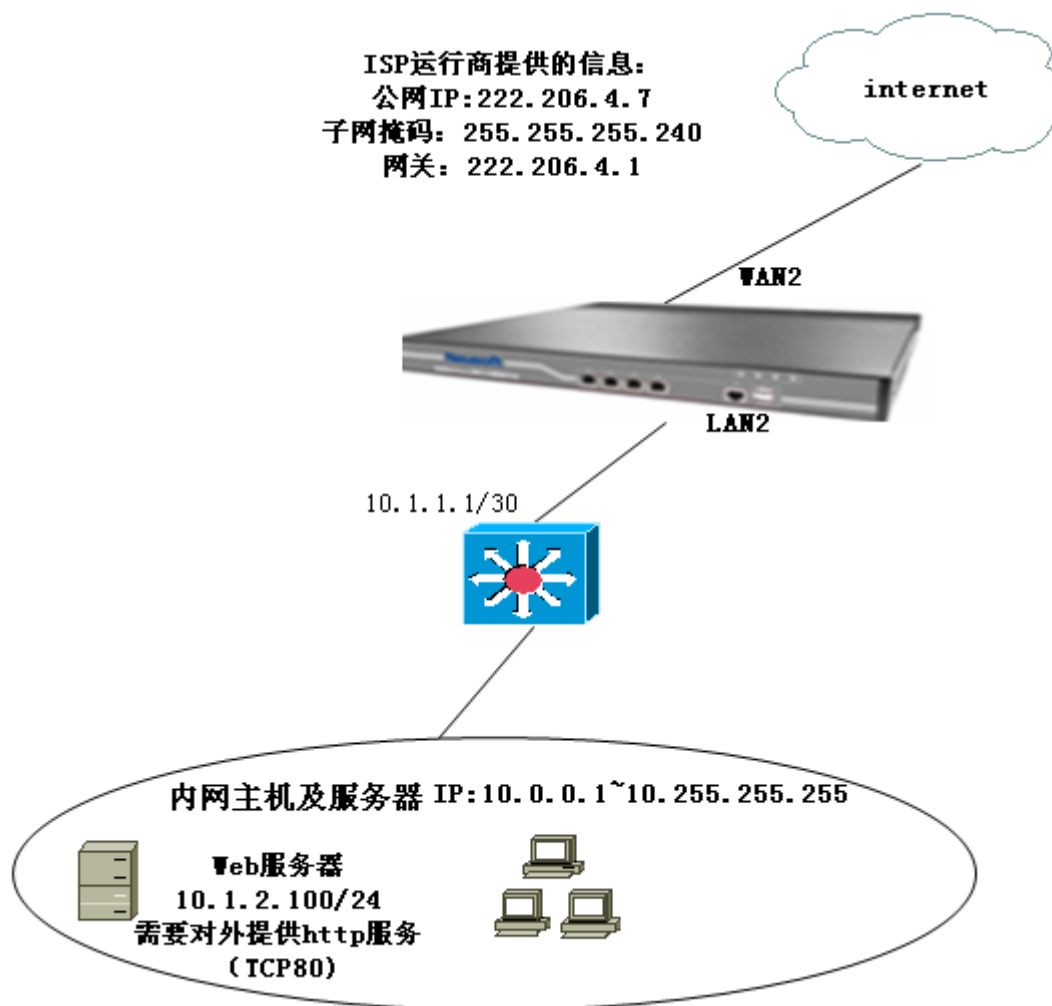 ISP运行商提供的信息:
公网IP:222.206.4.7
子网掩码: 255.255.255.240
网关: 222.206.4.1
internet
WAN2
Neusoft
LAN2
10.1.1.1/30
内网主机及服务器 IP:10.0.0.1~10.255.255.255
Web服务器
10.1.2.100/24
需要对外提供http服务
(TCP80)